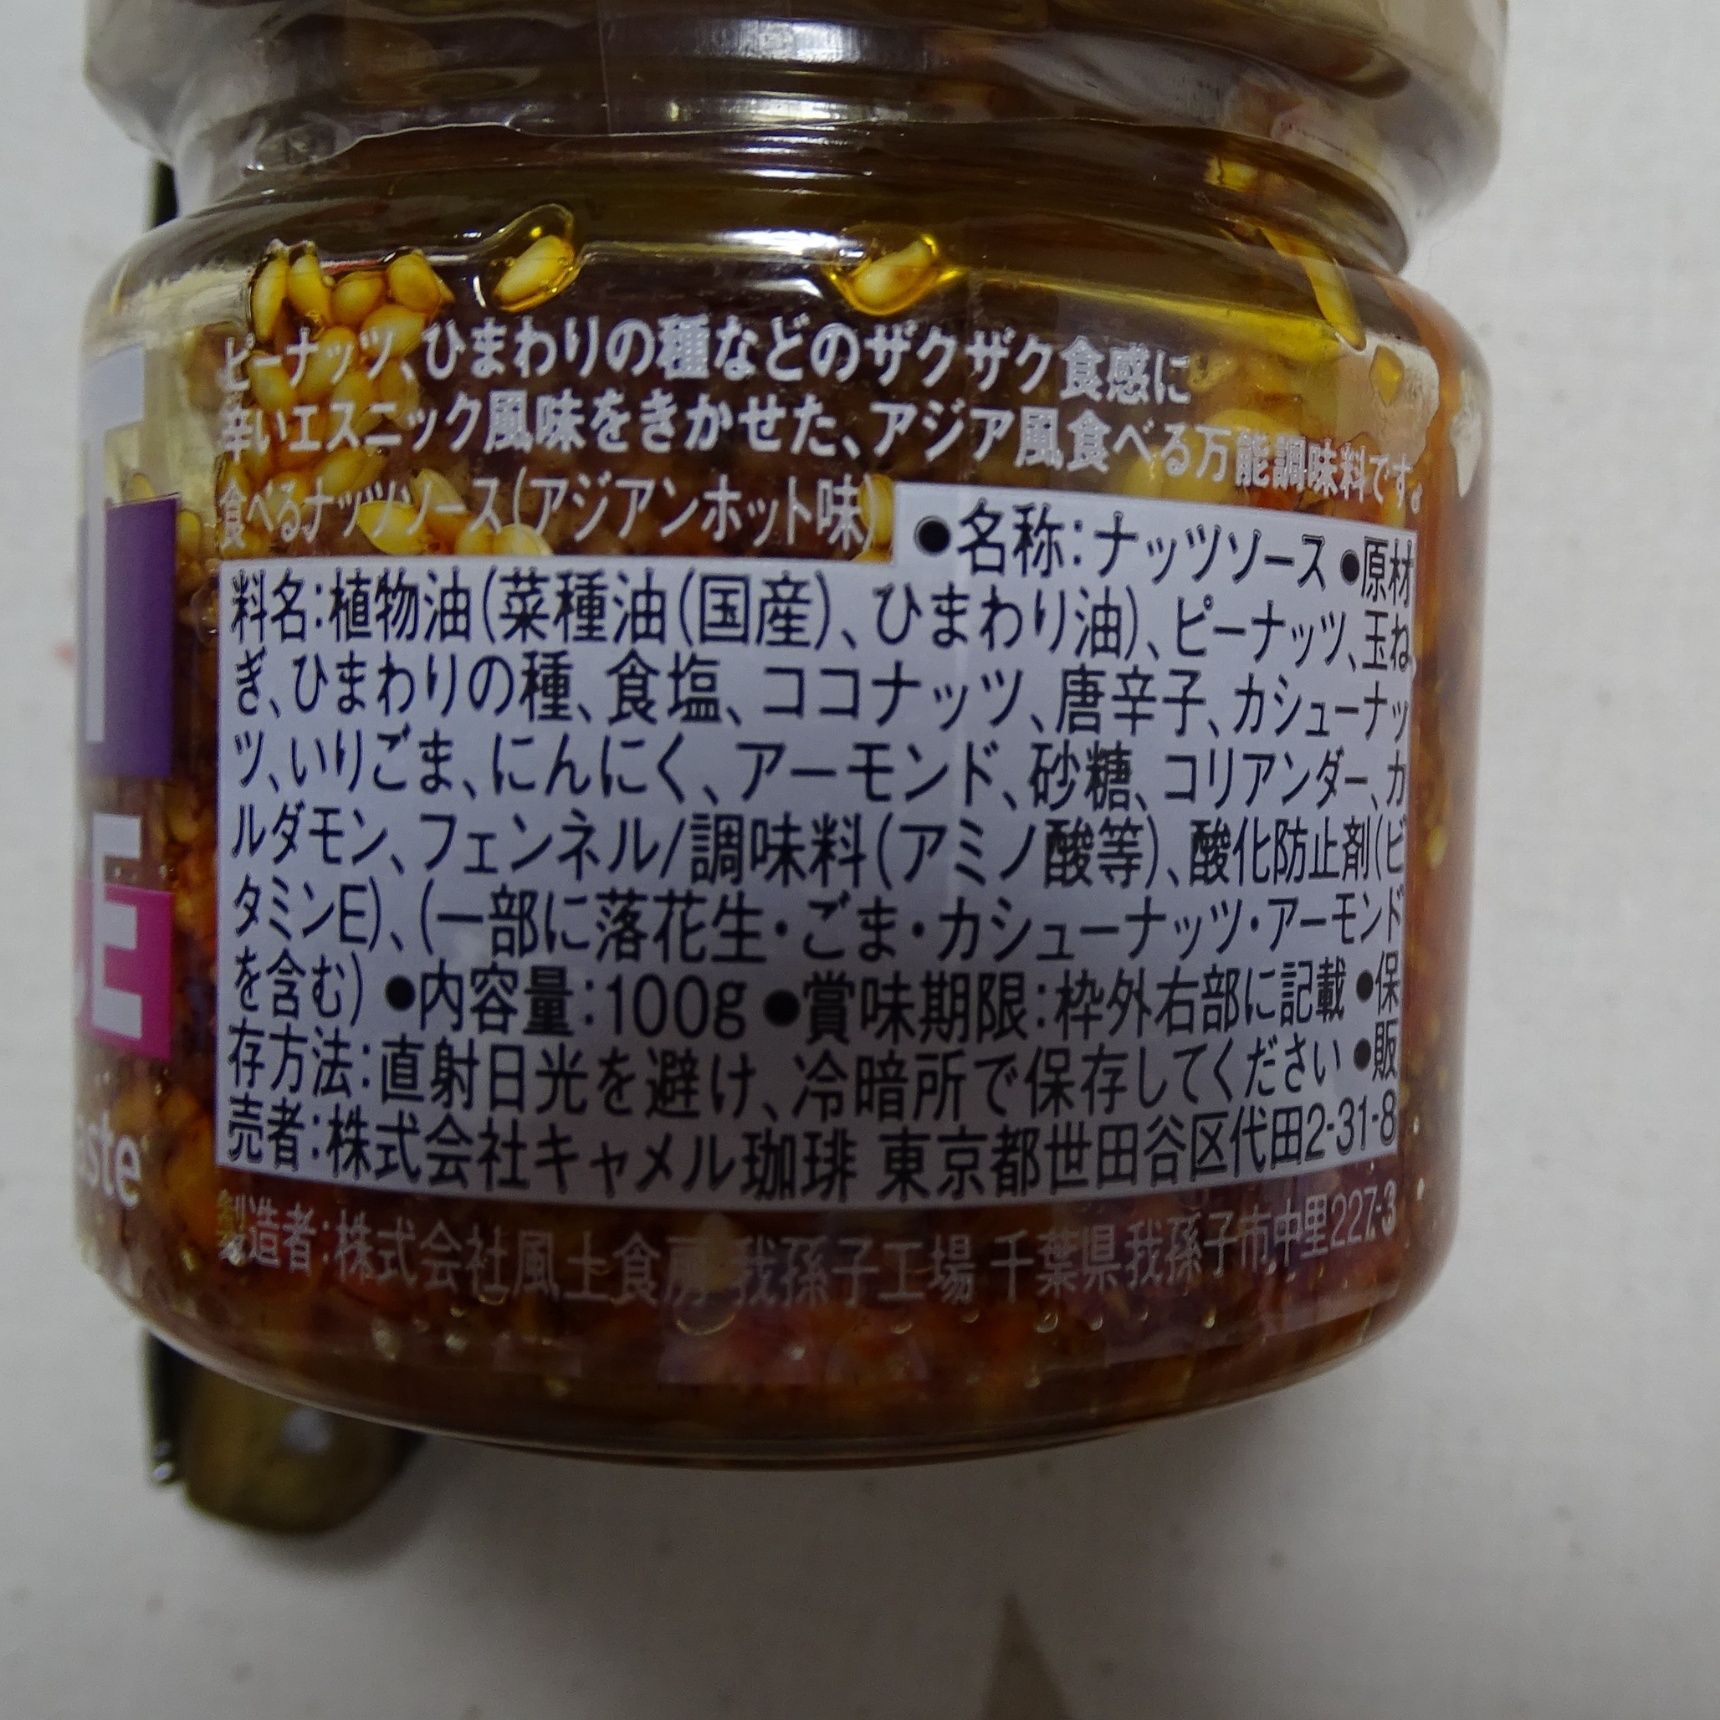 ピーナッツ、ひまわりの種などのザクザク食感に
辛いエスニック風味をきかせた、アジア風食べる万能調味料です。
食べるナッツソース(アジアンホット味)
●名称:ナッツソース ●原材
料名:植物油(菜種油(国産)、ひまわり油)、ピーナッツ、玉ね
ぎ、ひまわりの種、食塩、ココナッツ、唐辛子、カシューナッ
ツ、いりごま、にんにく、アーモンド、砂糖、コリアンダー、カ
ルダモン、フェンネル/調味料(アミノ酸等)、酸化防止剤(ビ
タミンE)、(一部に落花生・ごま・カシューナッツ・アーモンド
を含む) ●内容量:100g ●賞味期限:枠外右部に記載 ●保
存方法:直射日光を避け、冷暗所で保存してください ●販
売者:株式会社キャメル珈琲 東京都世田谷区代田2-31-8
製造者:株式会社風土食房 我孫子工場 千葉県我孫子市中里227-3
T
E
aste